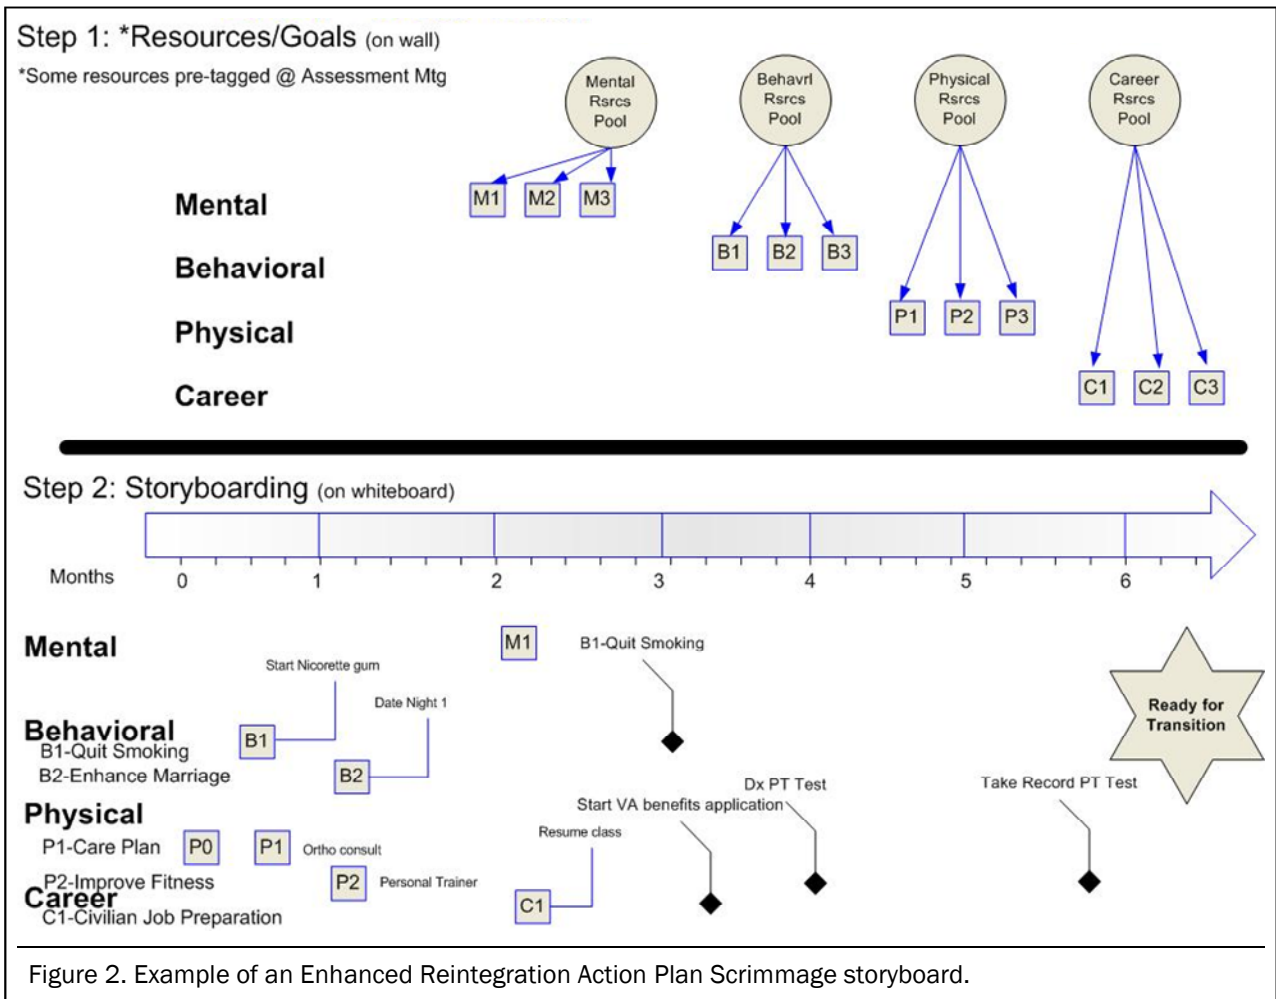 Step 1: *Resources/Goals (on wall)
*Some resources pre-tagged @ Assessment Mtg
Mental
Rsrcs
Pool
Behavrl
Rsrcs
Pool
Physical
Rsrcs
Pool
Career
Rsrcs
Pool
Mental
M1 M2 M3
Behavioral
B1 B2 B3
Physical
P1 P2 P3
Career
C1 C2 C3
Step 2: Storyboarding (on whiteboard)
Months 0 1 2 3 4 5 6
Mental
M1
B1-Quit Smoking
Start Nicorette gum
Date Night 1
Ready for
Transition
Behavioral
B1-Quit Smoking
B1
B2-Enhance Marriage
B2
Dx PT Test
Take Record PT Test
Start VA benefits application
Physical
Resume class
P1-Care Plan
P0
P1
Ortho consult
P2-Improve Fitness
P2
Personal Trainer
Career
C1
C1-Civilian Job Preparation
Figure 2. Example of an Enhanced Reintegration Action Plan Scrimmage storyboard.